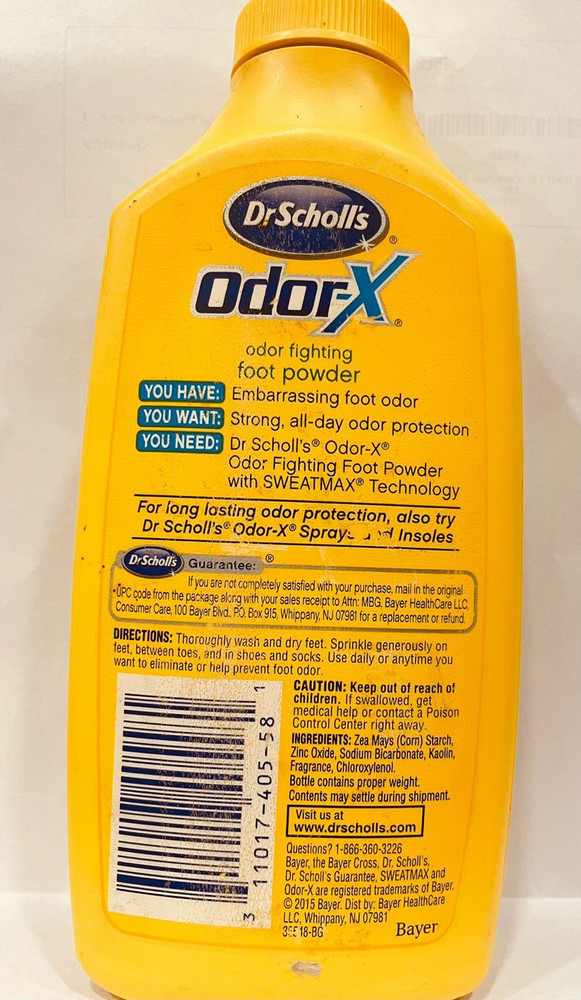 Dr Scholl's®
Odor-X®
odor fighting
foot powder
YOU HAVE: Embarrassing foot odor
YOU WANT: Strong, all-day odor protection
YOU NEED: Dr Scholl's® Odor-X®
Odor Fighting Foot Powder
with SWEATMAX® Technology
For long lasting odor protection, also try
Dr Scholl's® Odor-X® Sprays and Insoles
Dr Scholl's Guarantee: ®
If you are not completely satisfied with your purchase, mail in the original
UPC code from the package along with your sales receipt to Attn: MBG, Bayer HealthCare LLC,
Consumer Care, 100 Bayer Blvd., P.O. Box 915, Whippany, NJ 07981 for a replacement or refund.
DIRECTIONS: Thoroughly wash and dry feet. Sprinkle generously on
feet, between toes, and in shoes and socks. Use daily or anytime you
want to eliminate or help prevent foot odor.
CAUTION: Keep out of reach of
children. If swallowed, get
medical help or contact a Poison
Control Center right away.
INGREDIENTS: Zea Mays (Corn) Starch,
Zinc Oxide, Sodium Bicarbonate, Kaolin,
Fragrance, Chloroxylenol.
Bottle contains proper weight.
Contents may settle during shipment.
Visit us at
www.drscholls.com
Questions? 1-866-360-3226
Bayer, the Bayer Cross, Dr. Scholl's,
Dr. Scholl's Guarantee, SWEATMAX and
Odor-X are registered trademarks of Bayer.
© 2015 Bayer. Dist by: Bayer HealthCare
LLC, Whippany, NJ 07981
Bayer
3 11017-405-58 1